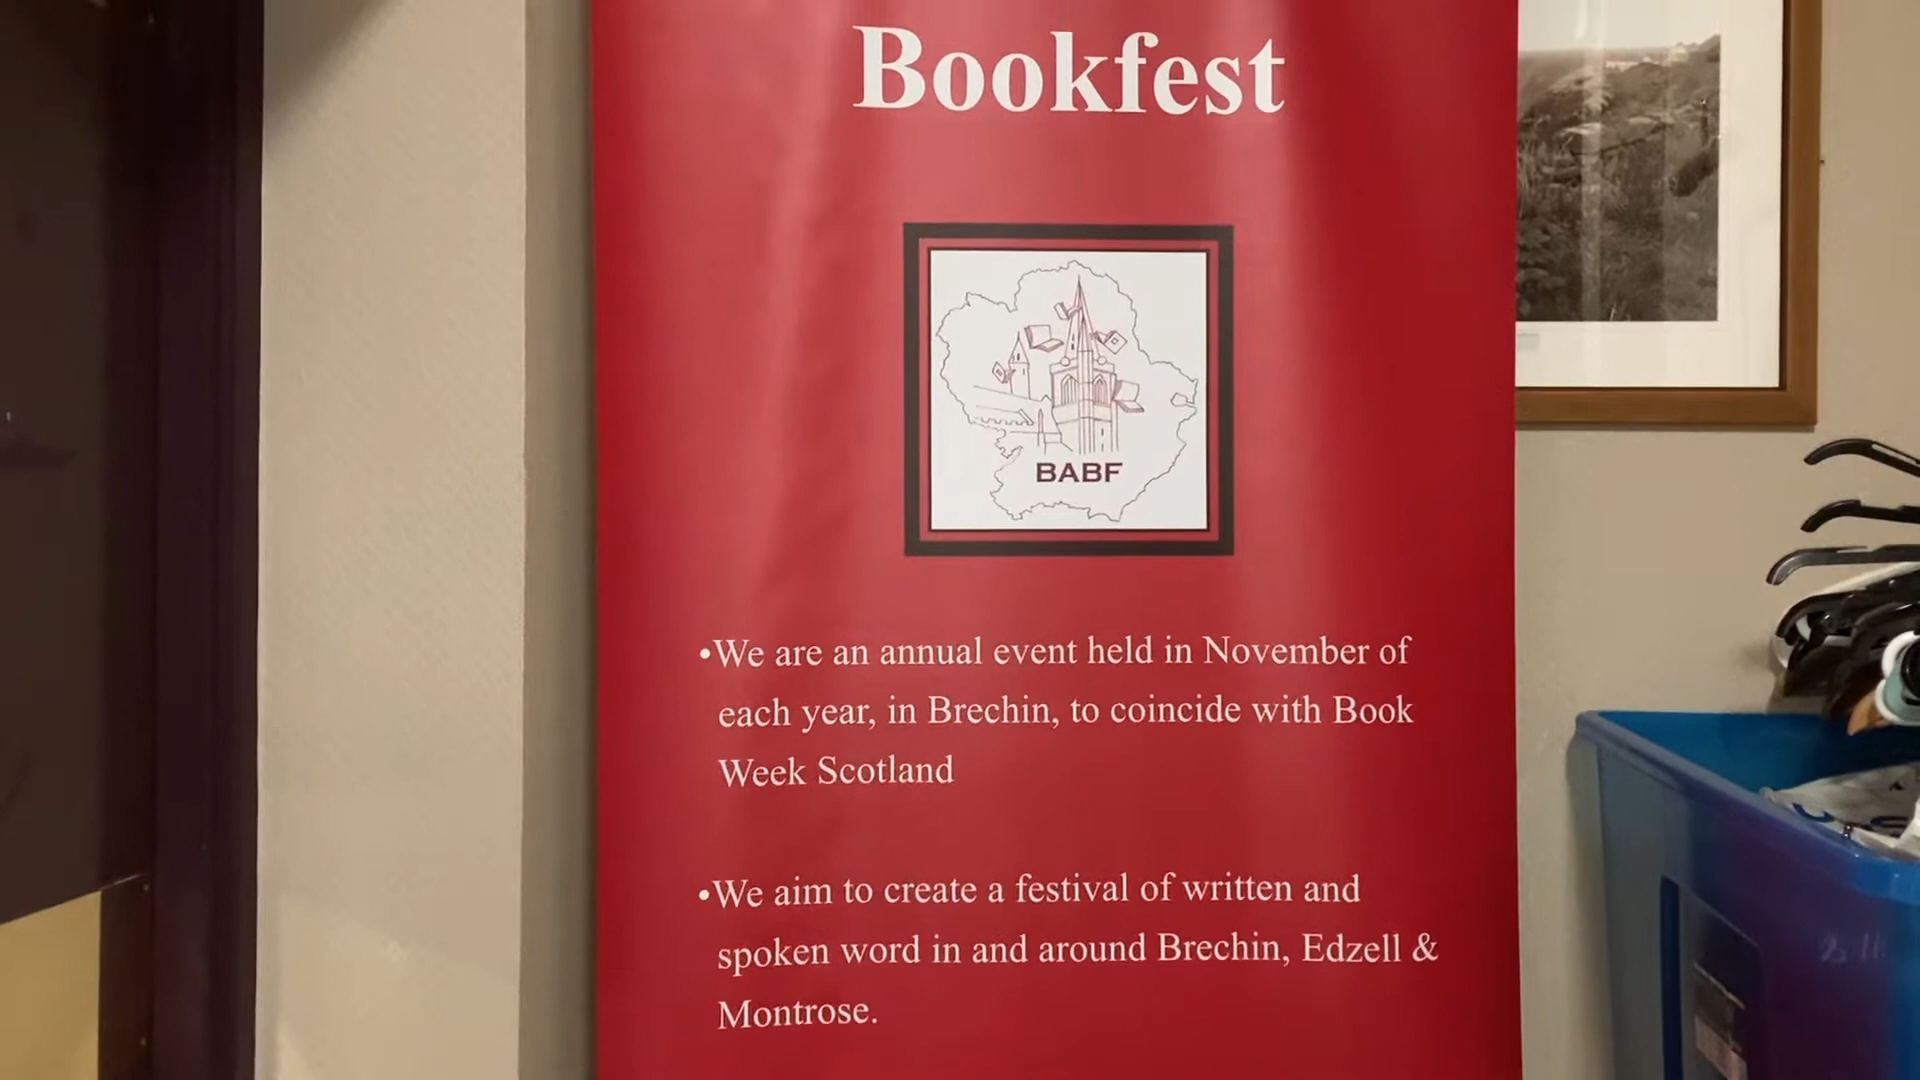 Bookfest
BABF
•We are an annual event held in November of
each year, in Brechin, to coincide with Book
Week Scotland
•We aim to create a festival of written and
spoken word in and around Brechin, Edzell &
Montrose.